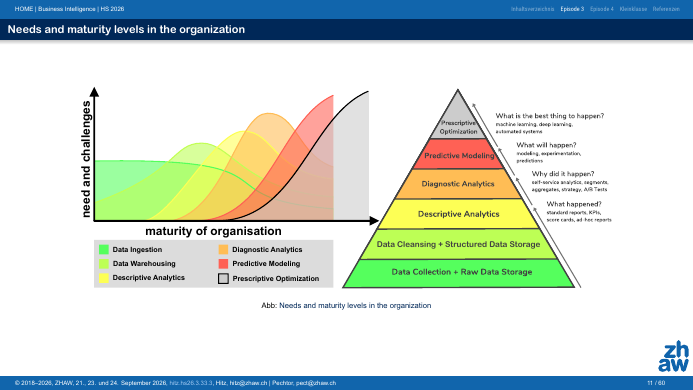 HOME | Business Intelligence | HS 2026
Inhaltsverzeichnis Episode 3 Episode 4 Kleinklasse Referenzen
Needs and maturity levels in the organization
need and challenges
maturity of organisation
Data Ingestion
Data Warehousing
Descriptive Analytics
Diagnostic Analytics
Predictive Modeling
Prescriptive Optimization
Prescriptive
Optimization
Predictive Modeling
Diagnostic Analytics
Descriptive Analytics
Data Cleansing + Structured Data Storage
Data Collection + Raw Data Storage
What is the best thing to happen?
machine learning, deep learning,
automated systems
What will happen?
modeling, experimentation,
predictions
Why did it happen?
self-service analytics, segments,
aggregates, strategy, A/B Tests
What happened?
standard reports, KPIs,
score cards, ad-hoc reports
Abb: Needs and maturity levels in the organization
zh
aw
© 2018–2026, ZHAW, 21., 23. und 24. September 2026, hitz.hs26.3.33.3, Hitz, hitz@zhaw.ch | Pechtor, pect@zhaw.ch
11 / 60